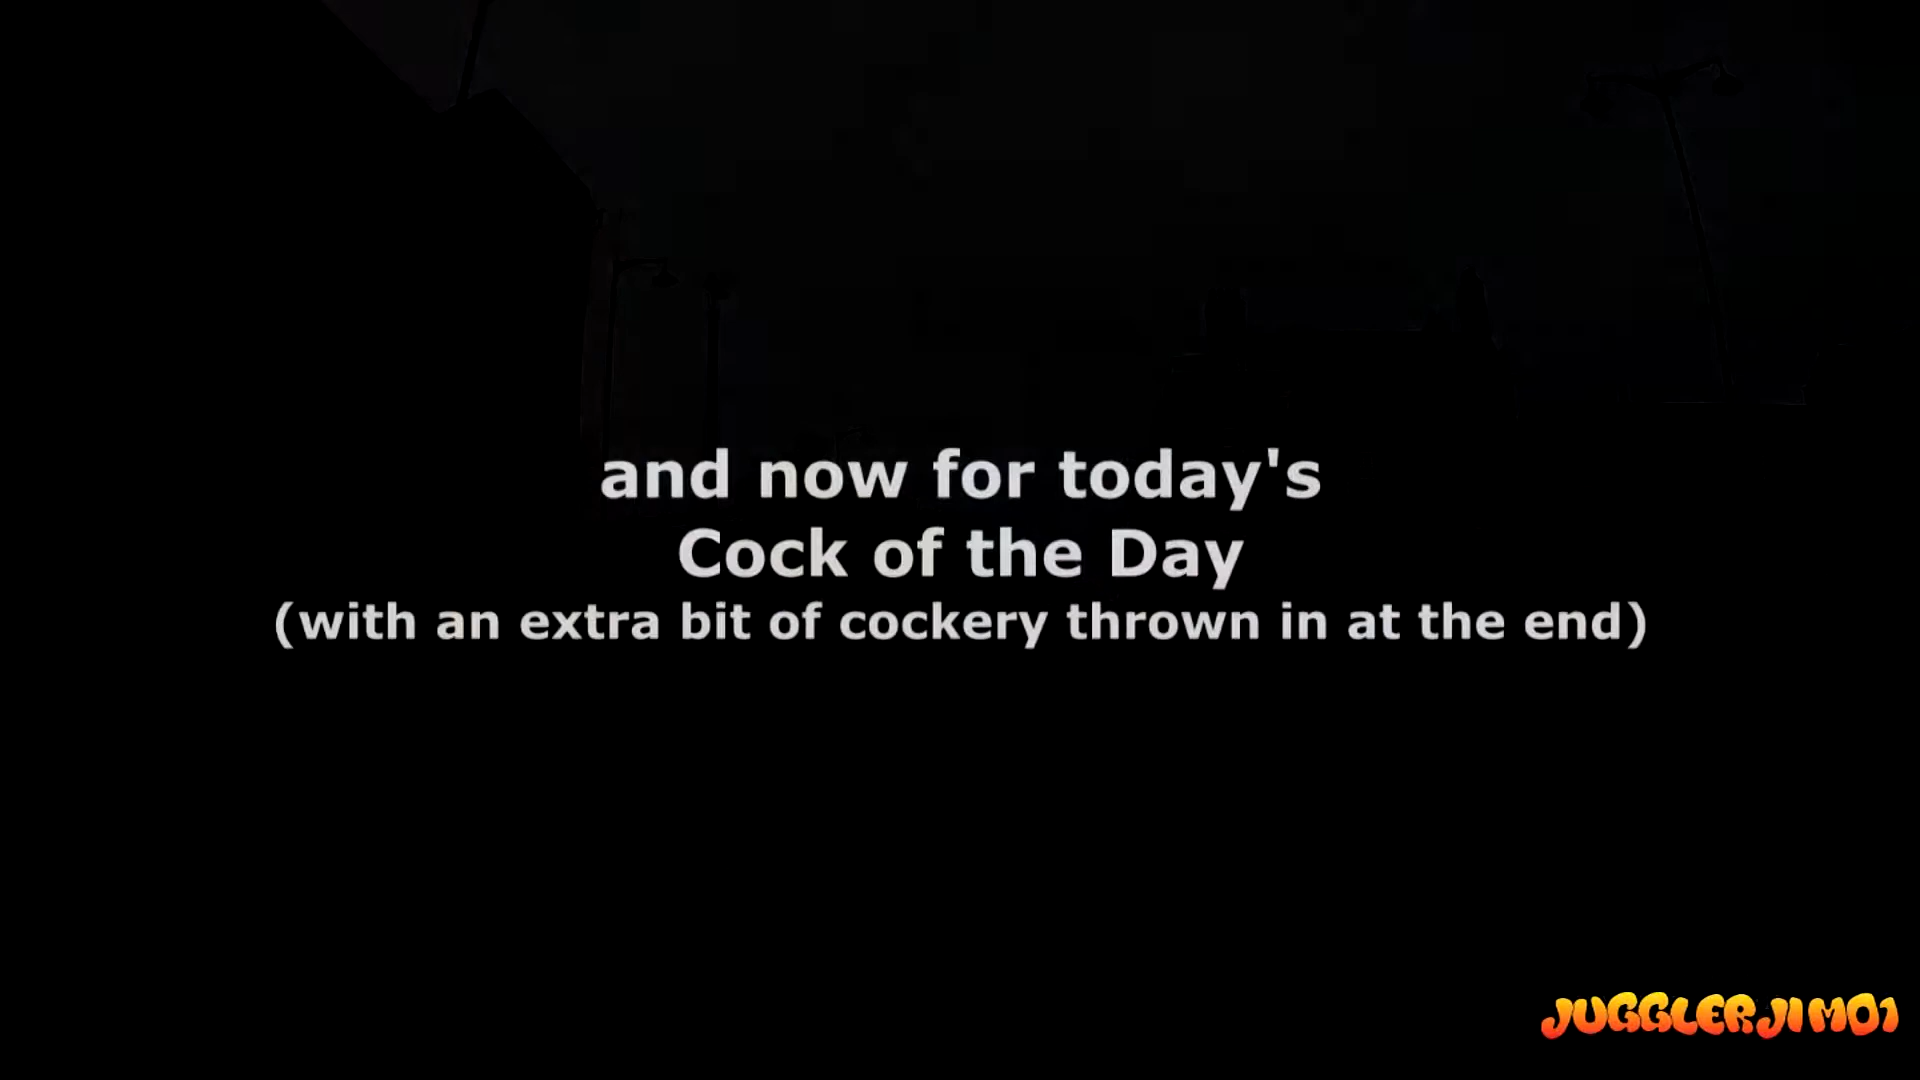 and now for today's
Cock of the Day
(with an extra bit of cockery thrown in at the end)
JUGGLERJIM01